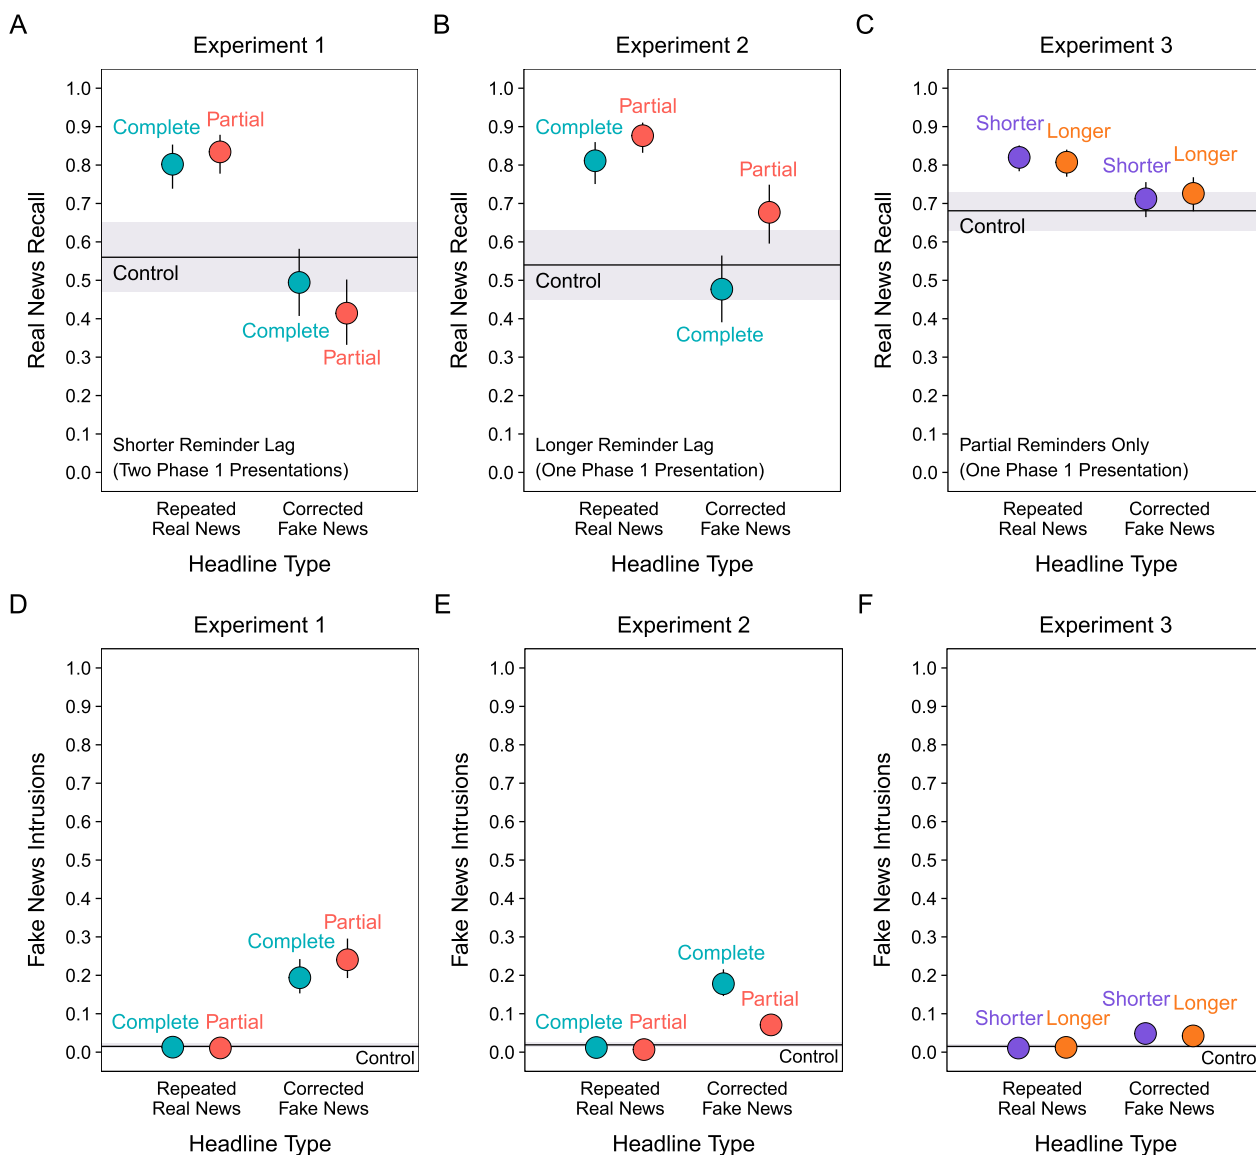 A
Experiment 1
Real News Recall
1.0
0.9
0.8
0.7
0.6
0.5
0.4
0.3
0.2
0.1
0.0
Complete
Partial
Control
Complete
Partial
Shorter Reminder Lag
(Two Phase 1 Presentations)
Repeated
Real News
Corrected
Fake News
Headline Type
B
Experiment 2
Real News Recall
1.0
0.9
0.8
0.7
0.6
0.5
0.4
0.3
0.2
0.1
0.0
Partial
Complete
Partial
Control
Complete
Longer Reminder Lag
(One Phase 1 Presentation)
Repeated
Real News
Corrected
Fake News
Headline Type
C
Experiment 3
Real News Recall
1.0
0.9
0.8
0.7
0.6
0.5
0.4
0.3
0.2
0.1
0.0
Shorter
Longer
Shorter
Longer
Control
Partial Reminders Only
(One Phase 1 Presentation)
Repeated
Real News
Corrected
Fake News
Headline Type
D
Experiment 1
Fake News Intrusions
1.0
0.9
0.8
0.7
0.6
0.5
0.4
0.3
0.2
0.1
0.0
Partial
Complete
Complete Partial
Control
Repeated
Real News
Corrected
Fake News
Headline Type
E
Experiment 2
Fake News Intrusions
1.0
0.9
0.8
0.7
0.6
0.5
0.4
0.3
0.2
0.1
0.0
Complete
Partial
Complete Partial
Control
Repeated
Real News
Corrected
Fake News
Headline Type
F
Experiment 3
Fake News Intrusions
1.0
0.9
0.8
0.7
0.6
0.5
0.4
0.3
0.2
0.1
0.0
Shorter Longer
Shorter Longer
Contro
Repeated
Real News
Corrected
Fake News
Headline Type